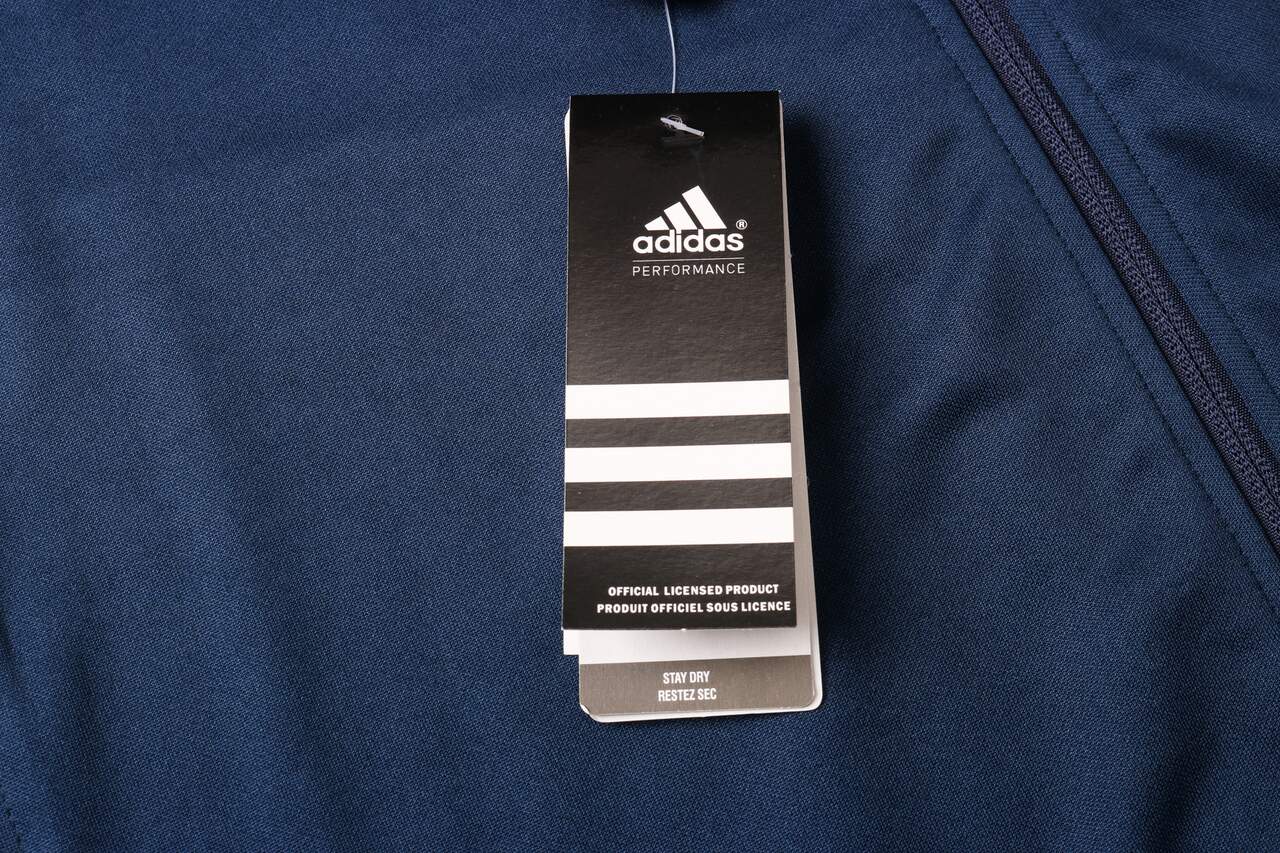 adidas®
PERFORMANCE
OFFICIAL LICENSED PRODUCT
PRODUIT OFFICIEL SOUS LICENCE
STAY DRY
RESTEZ SEC